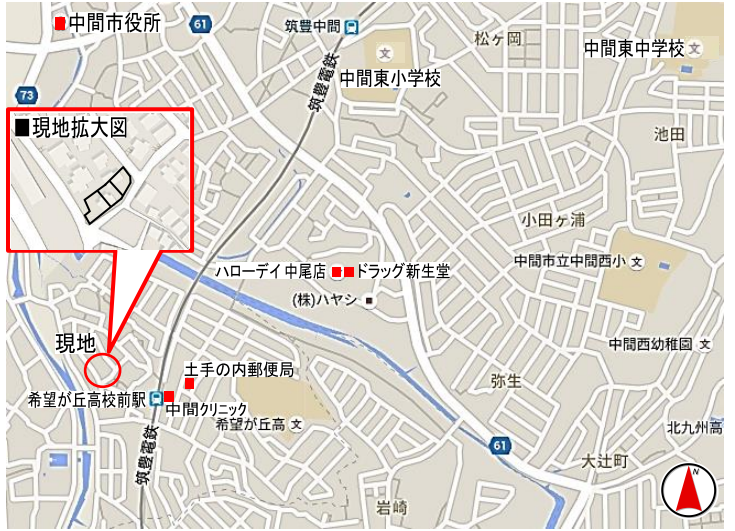 中間市役所
61
筑豊中間
松ヶ岡
中間東中学校
文
中間東小学校
文
73
筑豊電鉄
■現地拡大図
池田
小田ヶ浦
中間市立中間西小
文
ハローデイ中尾店
ドラッグ新生堂
(株)ハヤシ
現地
中間西幼稚園
文
土手の内郵便局
弥生
希望が丘高校前駅
中間クリニック
希望が丘高
文
北九州高
筑豊電鉄
61
大辻町
岩崎
N